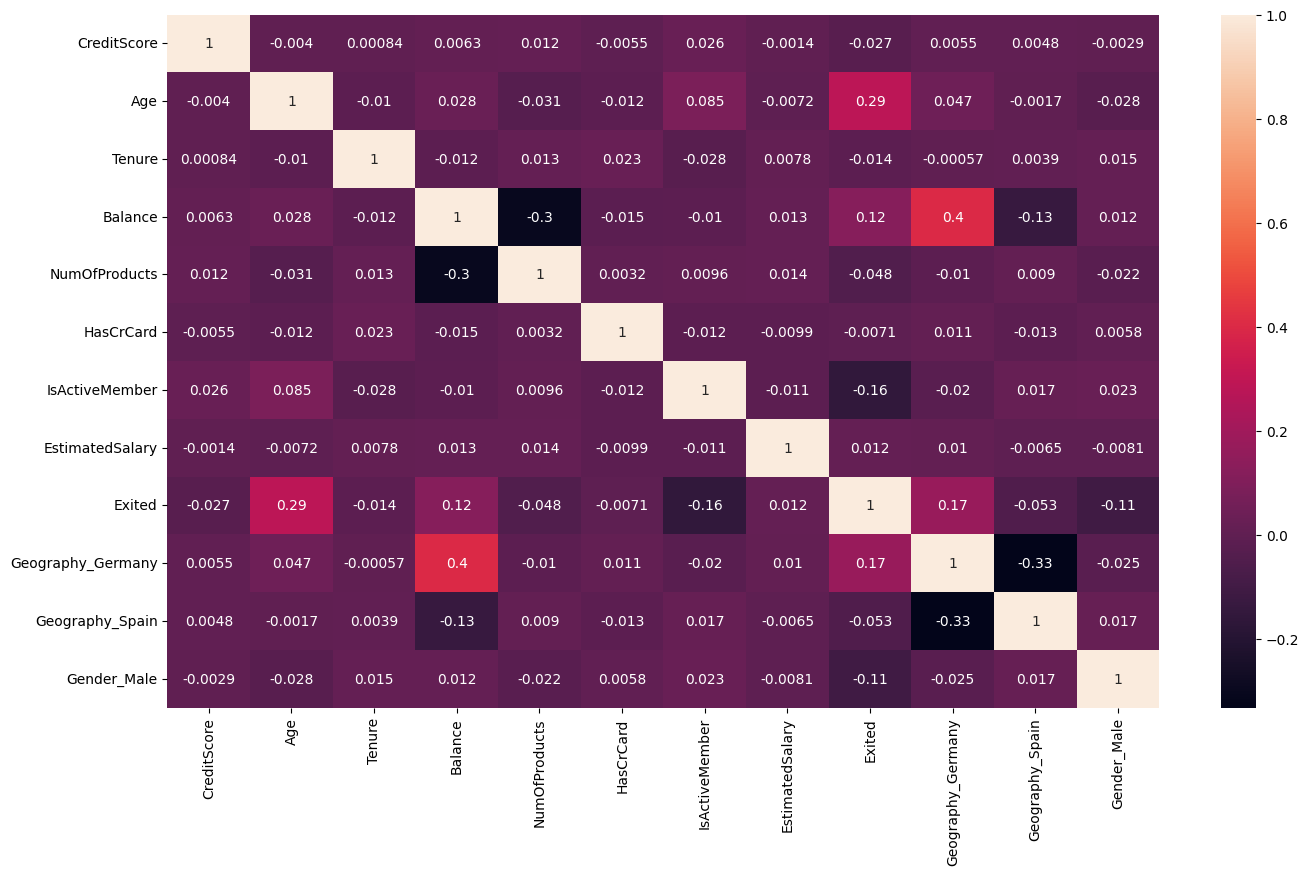 CreditScore 1 -0.004 0.00084 0.0063 0.012 -0.0055 0.026 -0.0014 -0.027 0.0055 0.0048 -0.0029
Age -0.004 1 -0.01 0.028 -0.031 -0.012 0.085 -0.0072 0.29 0.047 -0.0017 -0.028
Tenure 0.00084 -0.01 1 -0.012 0.013 0.023 -0.028 0.0078 -0.014 -0.00057 0.0039 0.015
Balance 0.0063 0.028 -0.012 1 -0.3 -0.015 -0.01 0.013 0.12 0.4 -0.13 0.012
NumOfProducts 0.012 -0.031 0.013 -0.3 1 0.0032 0.0096 0.014 -0.048 -0.01 0.009 -0.022
HasCrCard -0.0055 -0.012 0.023 -0.015 0.0032 1 -0.012 -0.0099 -0.0071 0.011 -0.013 0.0058
IsActiveMember 0.026 0.085 -0.028 -0.01 0.0096 -0.012 1 -0.011 -0.16 -0.02 0.017 0.023
EstimatedSalary -0.0014 -0.0072 0.0078 0.013 0.014 -0.0099 -0.011 1 0.012 0.01 -0.0065 -0.0081
Exited -0.027 0.29 -0.014 0.12 -0.048 -0.0071 -0.16 0.012 1 0.17 -0.053 -0.11
Geography_Germany 0.0055 0.047 -0.00057 0.4 -0.01 0.011 -0.02 0.01 0.17 1 -0.33 -0.025
Geography_Spain 0.0048 -0.0017 0.0039 -0.13 0.009 -0.013 0.017 -0.0065 -0.053 -0.33 1 0.017
Gender_Male -0.0029 -0.028 0.015 0.012 -0.022 0.0058 0.023 -0.0081 -0.11 -0.025 0.017 1
CreditScore
Age
Tenure
Balance
NumOfProducts
HasCrCard
IsActiveMember
EstimatedSalary
Exited
Geography_Germany
Geography_Spain
Gender_Male
1.0
0.8
0.6
0.4
0.2
0.0
−0.2